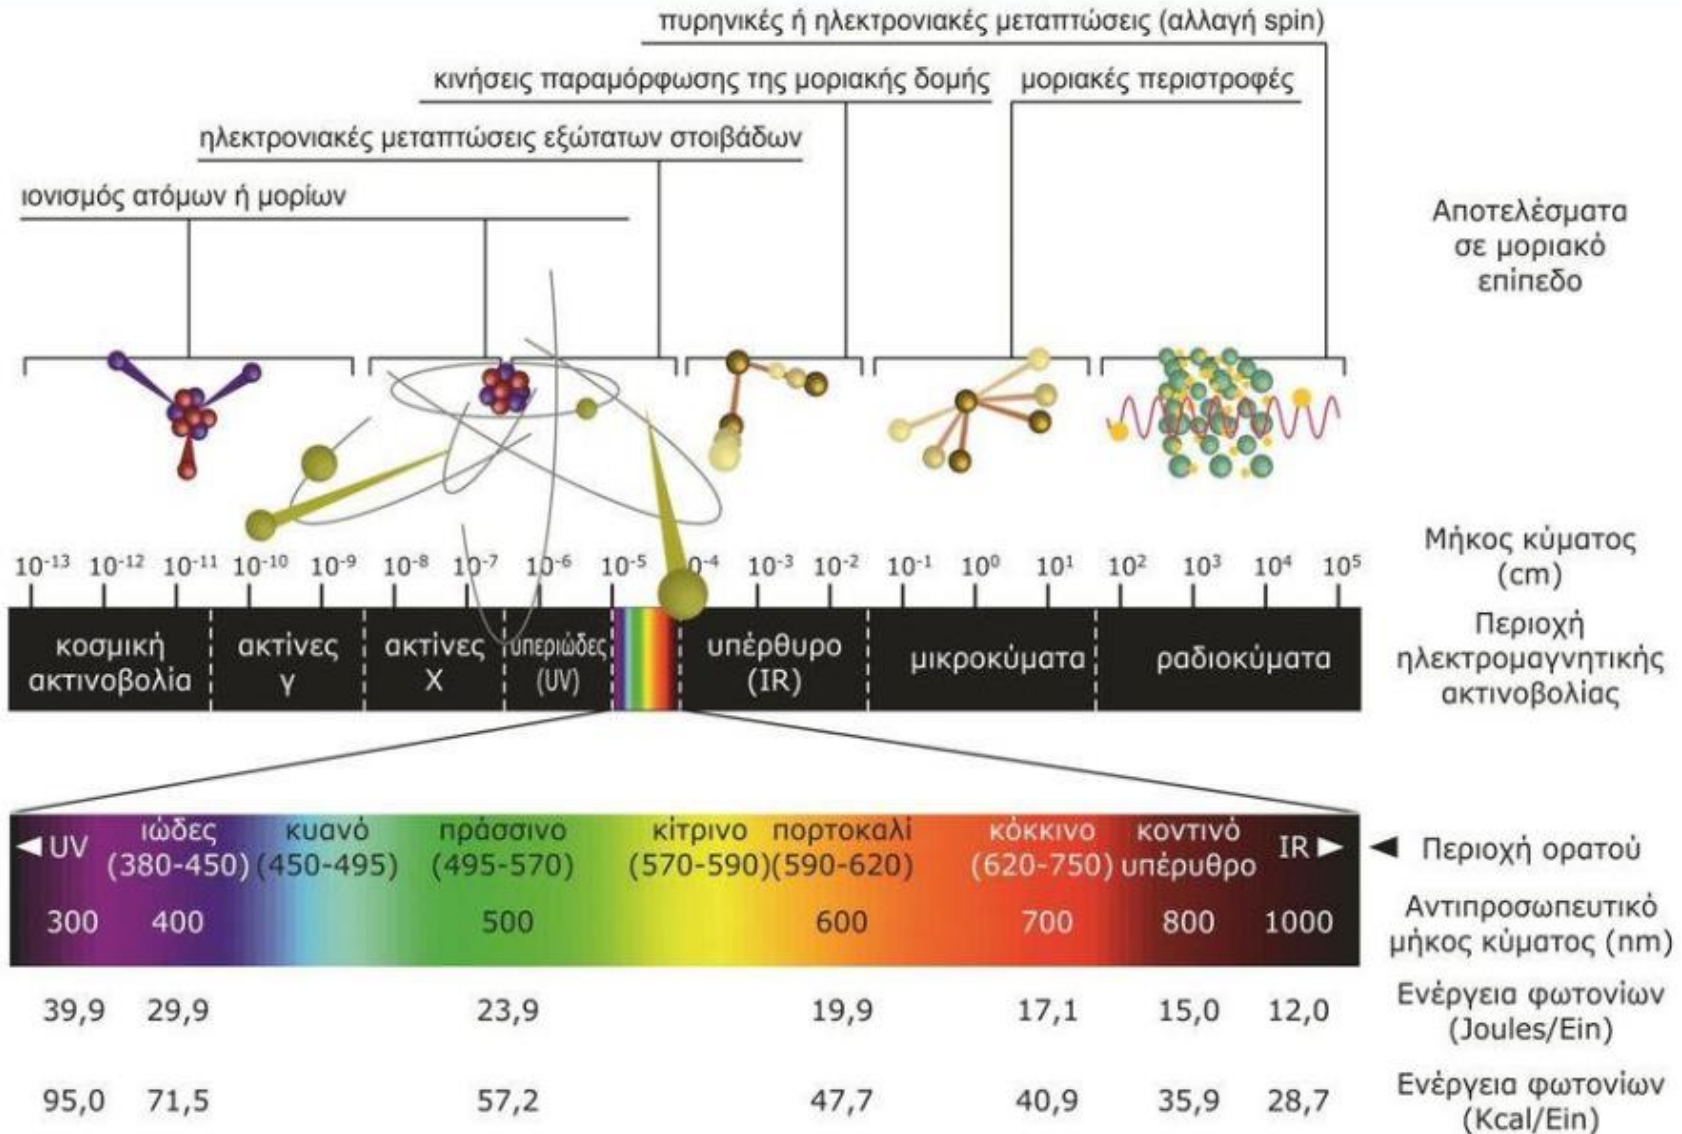 πυρηνικές ή ηλεκτρονιακές μεταπτώσεις (αλλαγή spin)
κινήσεις παραμόρφωσης της μοριακής δομής
μοριακές περιστροφές
ηλεκτρονιακές μεταπτώσεις εξώτατων στοιβάδων
ιονισμός ατόμων ή μορίων
Αποτελέσματα
σε μοριακό
επίπεδο
10⁻¹³ 10⁻¹² 10⁻¹¹ 10⁻¹⁰ 10⁻⁹ 10⁻⁸ 10⁻⁷ 10⁻⁶ 10⁻⁵ 0⁻⁴ 10⁻³ 10⁻² 10⁻¹ 10⁰ 10¹ 10² 10³ 10⁴ 10⁵
Μήκος κύματος
(cm)
κοσμική
ακτινοβολία
ακτίνες
γ
ακτίνες
Χ
υπεριώδες
(UV)
υπέρθυρο
(IR)
μικροκύματα
ραδιοκύματα
Περιοχή
ηλεκτρομαγνητικής
ακτινοβολίας
◄ UV
ιώδες
(380-450)
κυανό
(450-495)
πράσσινο
(495-570)
κίτρινο
(570-590)
πορτοκαλί
(590-620)
κόκκινο
(620-750)
κοντινό
υπέρυθρο
IR ►
◄ Περιοχή ορατού
300 400 500 600 700 800 1000
Αντιπροσωπευτικό
μήκος κύματος (nm)
39,9 29,9 23,9 19,9 17,1 15,0 12,0
Ενέργεια φωτονίων
(Joules/Ein)
95,0 71,5 57,2 47,7 40,9 35,9 28,7
Ενέργεια φωτονίων
(Kcal/Ein)